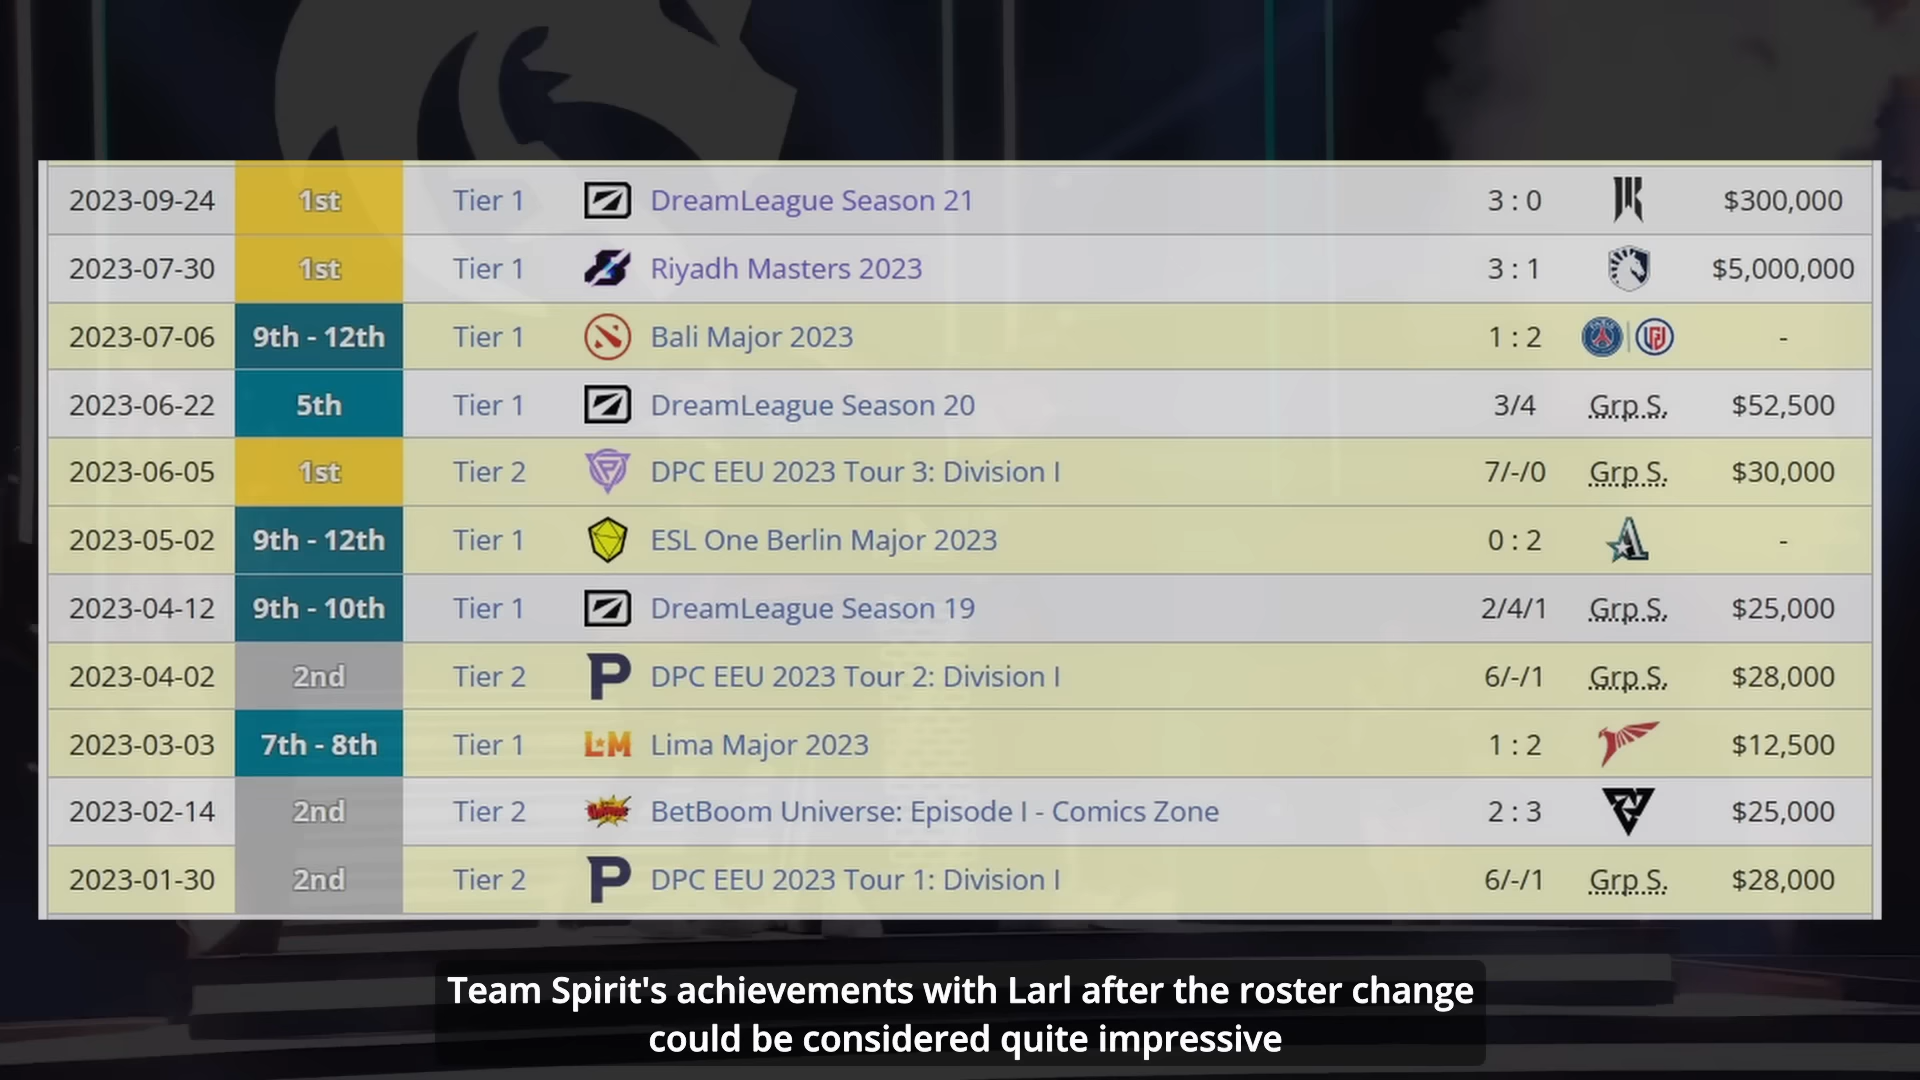 2023-09-24 1st Tier 1 DreamLeague Season 21 3 : 0 $300,000
2023-07-30 1st Tier 1 Riyadh Masters 2023 3 : 1 $5,000,000
2023-07-06 9th - 12th Tier 1 Bali Major 2023 1 : 2 -
2023-06-22 5th Tier 1 DreamLeague Season 20 3/4 Grp S. $52,500
2023-06-05 1st Tier 2 DPC EEU 2023 Tour 3: Division I 7/-/0 Grp S. $30,000
2023-05-02 9th - 12th Tier 1 ESL One Berlin Major 2023 0 : 2 -
2023-04-12 9th - 10th Tier 1 DreamLeague Season 19 2/4/1 Grp S. $25,000
2023-04-02 2nd Tier 2 DPC EEU 2023 Tour 2: Division I 6/-/1 Grp S. $28,000
2023-03-03 7th - 8th Tier 1 Lima Major 2023 1 : 2 $12,500
2023-02-14 2nd Tier 2 BetBoom Universe: Episode I - Comics Zone 2 : 3 $25,000
2023-01-30 2nd Tier 2 DPC EEU 2023 Tour 1: Division I 6/-/1 Grp S. $28,000
Team Spirit's achievements with Larl after the roster change
could be considered quite impressive